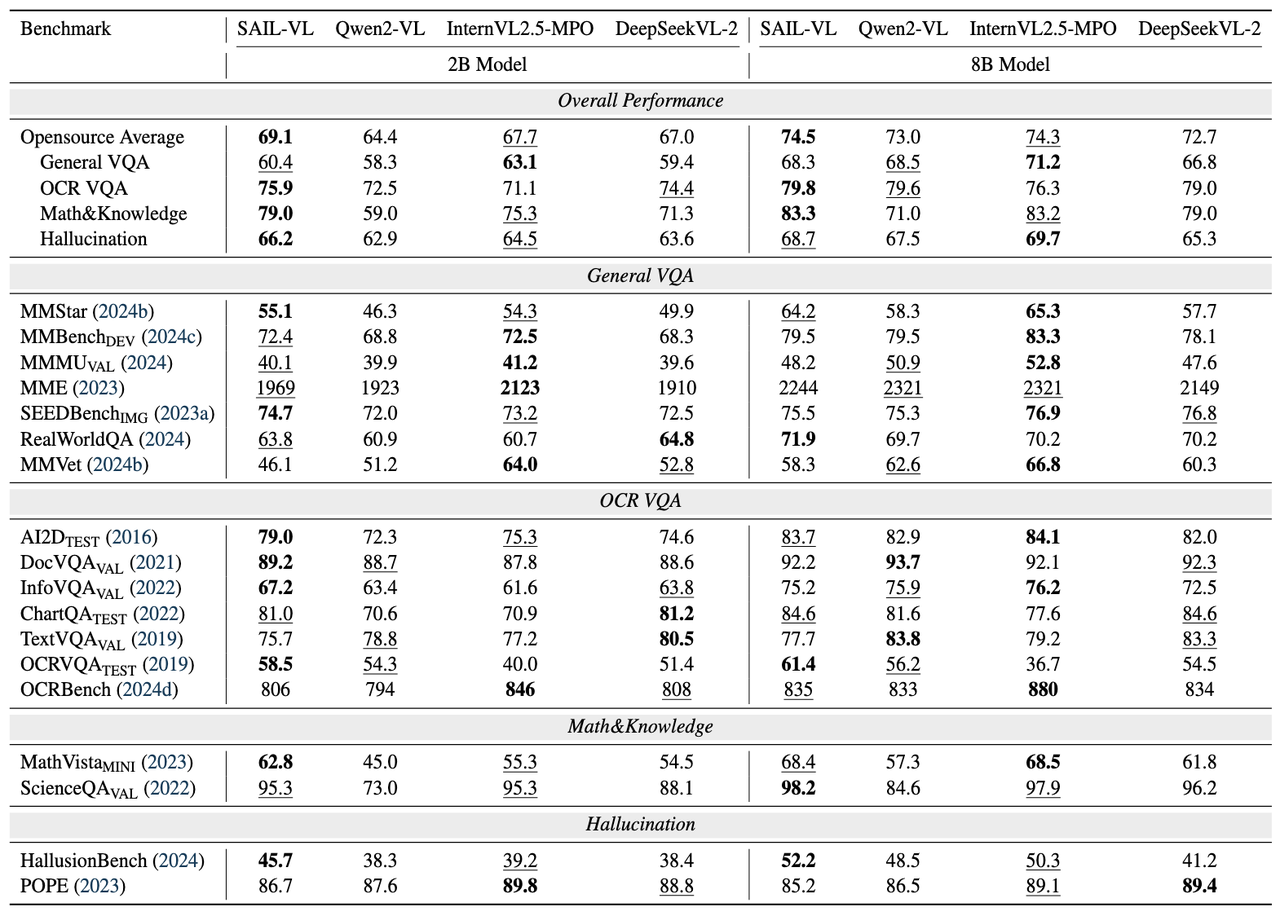 Benchmark SAIL-VL Qwen2-VL InternVL2.5-MPO DeepSeekVL-2 SAIL-VL Qwen2-VL InternVL2.5-MPO DeepSeekVL-2
2B Model 8B Model
Overall Performance
Opensource Average 69.1 64.4 67.7 67.0 74.5 73.0 74.3 72.7
General VQA 60.4 58.3 63.1 59.4 68.3 68.5 71.2 66.8
OCR VQA 75.9 72.5 71.1 74.4 79.8 79.6 76.3 79.0
Math&Knowledge 79.0 59.0 75.3 71.3 83.3 71.0 83.2 79.0
Hallucination 66.2 62.9 64.5 63.6 68.7 67.5 69.7 65.3
General VQA
MMStar (2024b) 55.1 46.3 54.3 49.9 64.2 58.3 65.3 57.7
MMBenchDEV (2024c) 72.4 68.8 72.5 68.3 79.5 79.5 83.3 78.1
MMMUVAL (2024) 40.1 39.9 41.2 39.6 48.2 50.9 52.8 47.6
MME (2023) 1969 1923 2123 1910 2244 2321 2321 2149
SEEDBenchIMG (2023a) 74.7 72.0 73.2 72.5 75.5 75.3 76.9 76.8
RealWorldQA (2024) 63.8 60.9 60.7 64.8 71.9 69.7 70.2 70.2
MMVet (2024b) 46.1 51.2 64.0 52.8 58.3 62.6 66.8 60.3
OCR VQA
AI2DTEST (2016) 79.0 72.3 75.3 74.6 83.7 82.9 84.1 82.0
DocVQAVAL (2021) 89.2 88.7 87.8 88.6 92.2 93.7 92.1 92.3
InfoVQAVAL (2022) 67.2 63.4 61.6 63.8 75.2 75.9 76.2 72.5
ChartQATEST (2022) 81.0 70.6 70.9 81.2 84.6 81.6 77.6 84.6
TextVQAVAL (2019) 75.7 78.8 77.2 80.5 77.7 83.8 79.2 83.3
OCRVQATEST (2019) 58.5 54.3 40.0 51.4 61.4 56.2 36.7 54.5
OCRBench (2024d) 806 794 846 808 835 833 880 834
Math&Knowledge
MathVistaMINI (2023) 62.8 45.0 55.3 54.5 68.4 57.3 68.5 61.8
ScienceQAVAL (2022) 95.3 73.0 95.3 88.1 98.2 84.6 97.9 96.2
Hallucination
HallusionBench (2024) 45.7 38.3 39.2 38.4 52.2 48.5 50.3 41.2
POPE (2023) 86.7 87.6 89.8 88.8 85.2 86.5 89.1 89.4